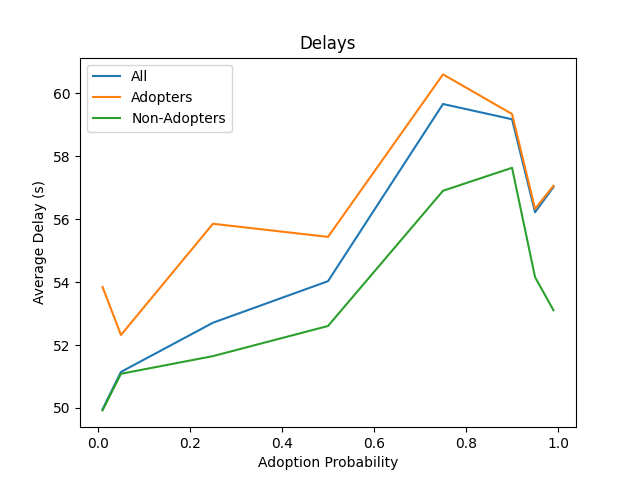 Delays
All
Adopters
Non-Adopters
Average Delay (s)
60
58
56
54
52
50
0.0 0.2 0.4 0.6 0.8 1.0
Adoption Probability